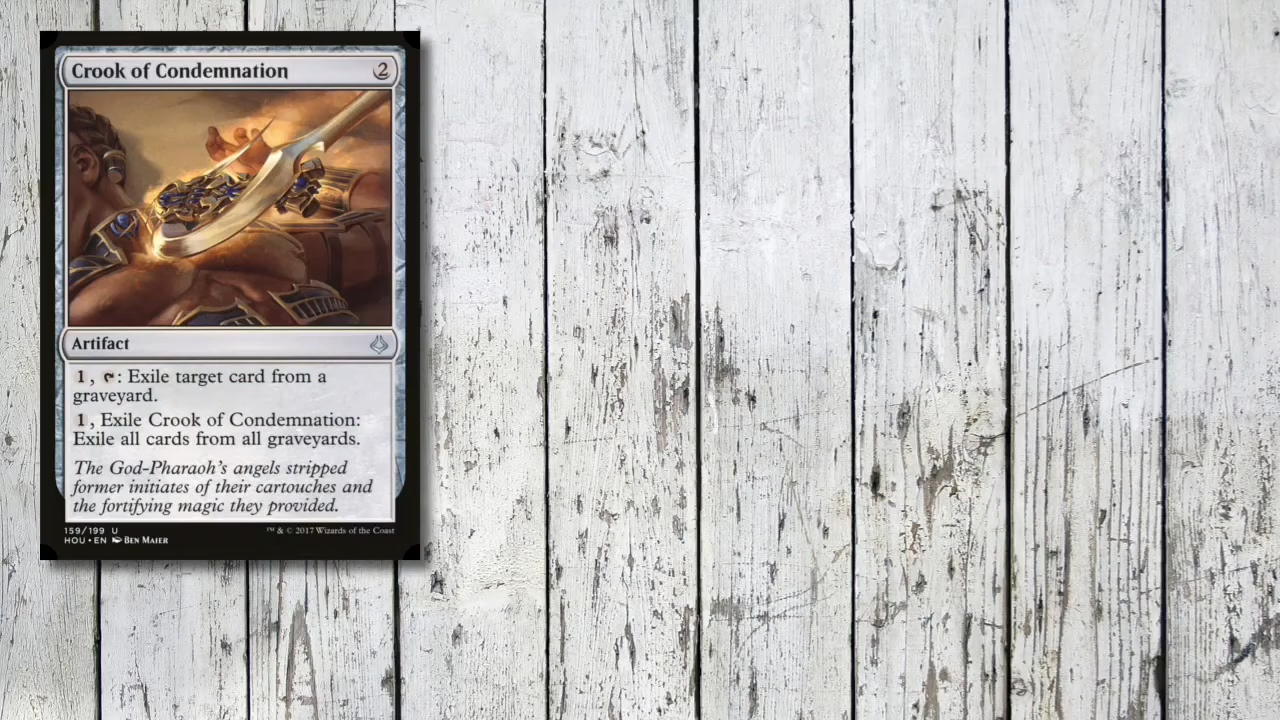 Crook of Condemnation 2
Artifact
1, : Exile target card from a
graveyard.
1, Exile Crook of Condemnation:
Exile all cards from all graveyards.
The God-Pharaoh's angels stripped
former initiates of their cartouches and
the fortifying magic they provided.
159/199 U
™ & © 2017 Wizards of the Coast
HOU • EN Ben Maier